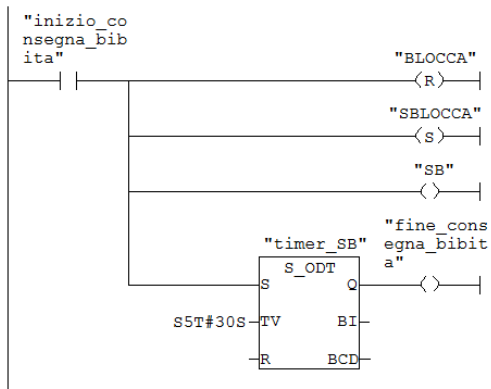 "inizio_co
nsegna_bib
ita"
"BLOCCA"
R
"SBLOCCA"
S
"SB"
"fine_cons
egna_bibit
a"
"timer_SB"
S_ODT
S Q
S5T#30S TV BI
R BCD